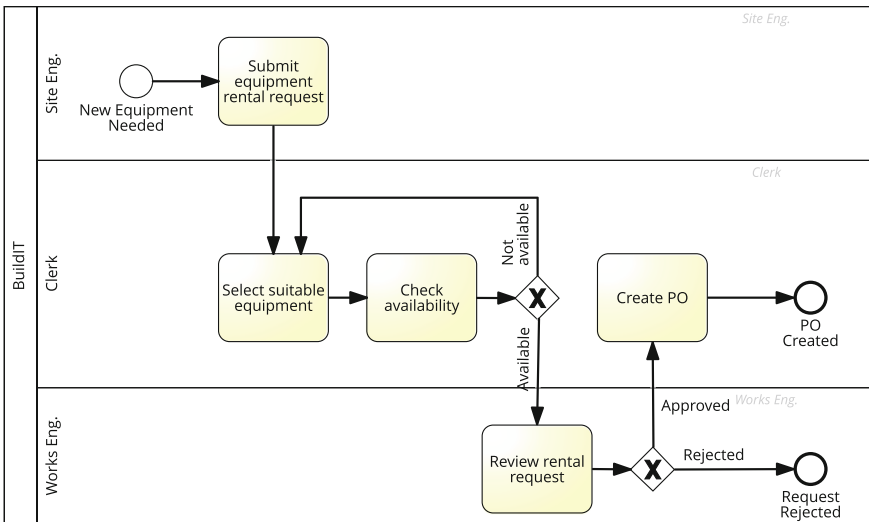 BuildIT
Site Eng.
Site Eng.
New Equipment
Needed
Submit
equipment
rental request
Clerk
Clerk
Select suitable
equipment
Check
availability
Not
available
Available
Create PO
PO
Created
Works Eng.
Works Eng.
Review rental
request
X
X
Approved
Rejected
Request
Rejected